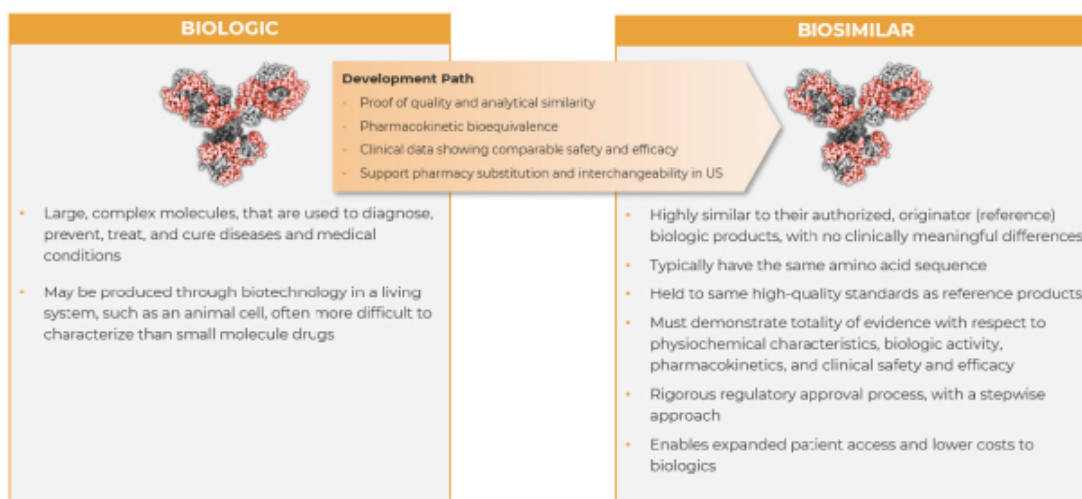 BIOLOGIC
Development Path
• Proof of quality and analytical similarity
• Pharmacokinetic bioequivalence
• Clinical data showing comparable safety and efficacy
• Support pharmacy substitution and interchangeability in US
• Large, complex molecules, that are used to diagnose,
prevent, treat, and cure diseases and medical
conditions
• May be produced through biotechnology in a living
system, such as an animal cell, often more difficult to
characterize than small molecule drugs
BIOSIMILAR
• Highly similar to their authorized, originator (reference)
biologic products, with no clinically meaningful differences
• Typically have the same amino acid sequence
• Held to same high-quality standards as reference products
• Must demonstrate totality of evidence with respect to
physiochemical characteristics, biologic activity,
pharmacokinetics, and clinical safety and efficacy
• Rigorous regulatory approval process, with a stepwise
approach
• Enables expanded patient access and lower costs to
biologics